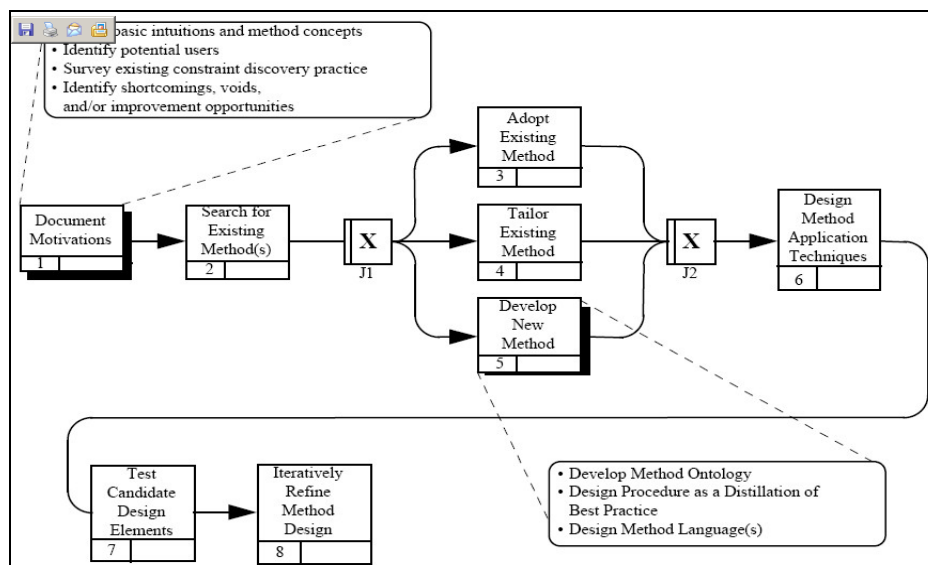 basic intuitions and method concepts
• Identify potential users
• Survey existing constraint discovery practice
• Identify shortcomings, voids,
and/or improvement opportunities
Adopt
Existing
Method
3
Document
Motivations
1
Search for
Existing
Method(s)
2
X
J1
Tailor
Existing
Method
4
X
J2
Design
Method
Application
Techniques
6
Develop
New
Method
5
• Develop Method Ontology
• Design Procedure as a Distillation of
Best Practice
• Design Method Language(s)
Test
Candidate
Design
Elements
7
Iteratively
Refine
Method
Design
8